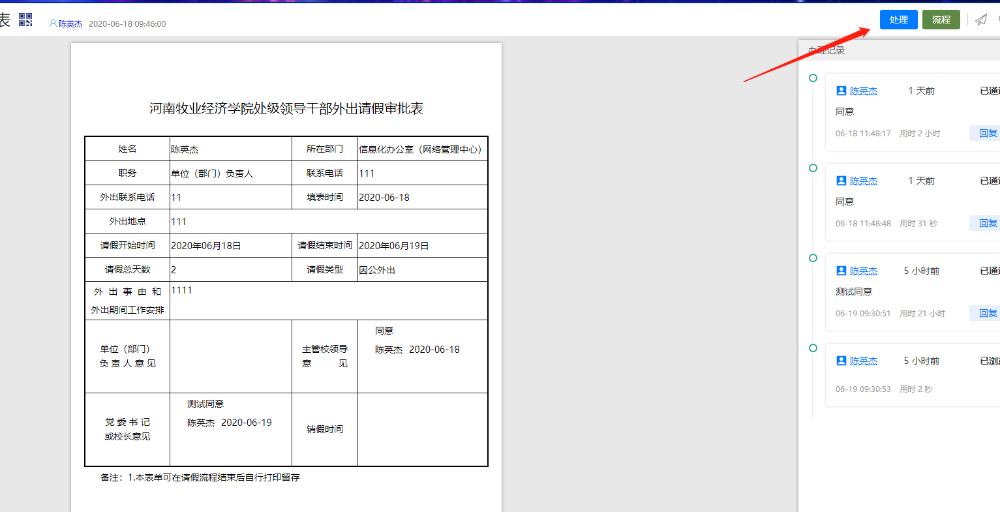 表 陈英杰 2020-06-18 09:46:00 处理 流程
办理记录
河南牧业经济学院处级领导干部外出请假审批表
姓名 陈英杰 所在部门 信息化办公室（网络管理中心）
职务 单位（部门）负责人 联系电话 111
外出联系电话 11 填表时间 2020-06-18
外出地点 111
请假开始时间 2020年06月18日 请假结束时间 2020年06月19日
请假总天数 2 请假类型 因公外出
外出事由和
外出期间工作安排
1111
单位（部门）
负责人意见
主管校领导
意 见
同意
陈英杰 2020-06-18
党委书记
或校长意见
测试同意
陈英杰 2020-06-19
销假时间
备注：1.本表单可在请假流程结束后自行打印留存
陈英杰 1 天前 已通
同意
06-18 11:48:17 用时 2 小时 回复
陈英杰 1 天前 已通
同意
06-18 11:48:48 用时 31 秒 回复
陈英杰 5 小时前 已通
测试同意
06-19 09:30:51 用时 21 小时 回复
陈英杰 5 小时前 已浏
06-19 09:30:53 用时 2 秒